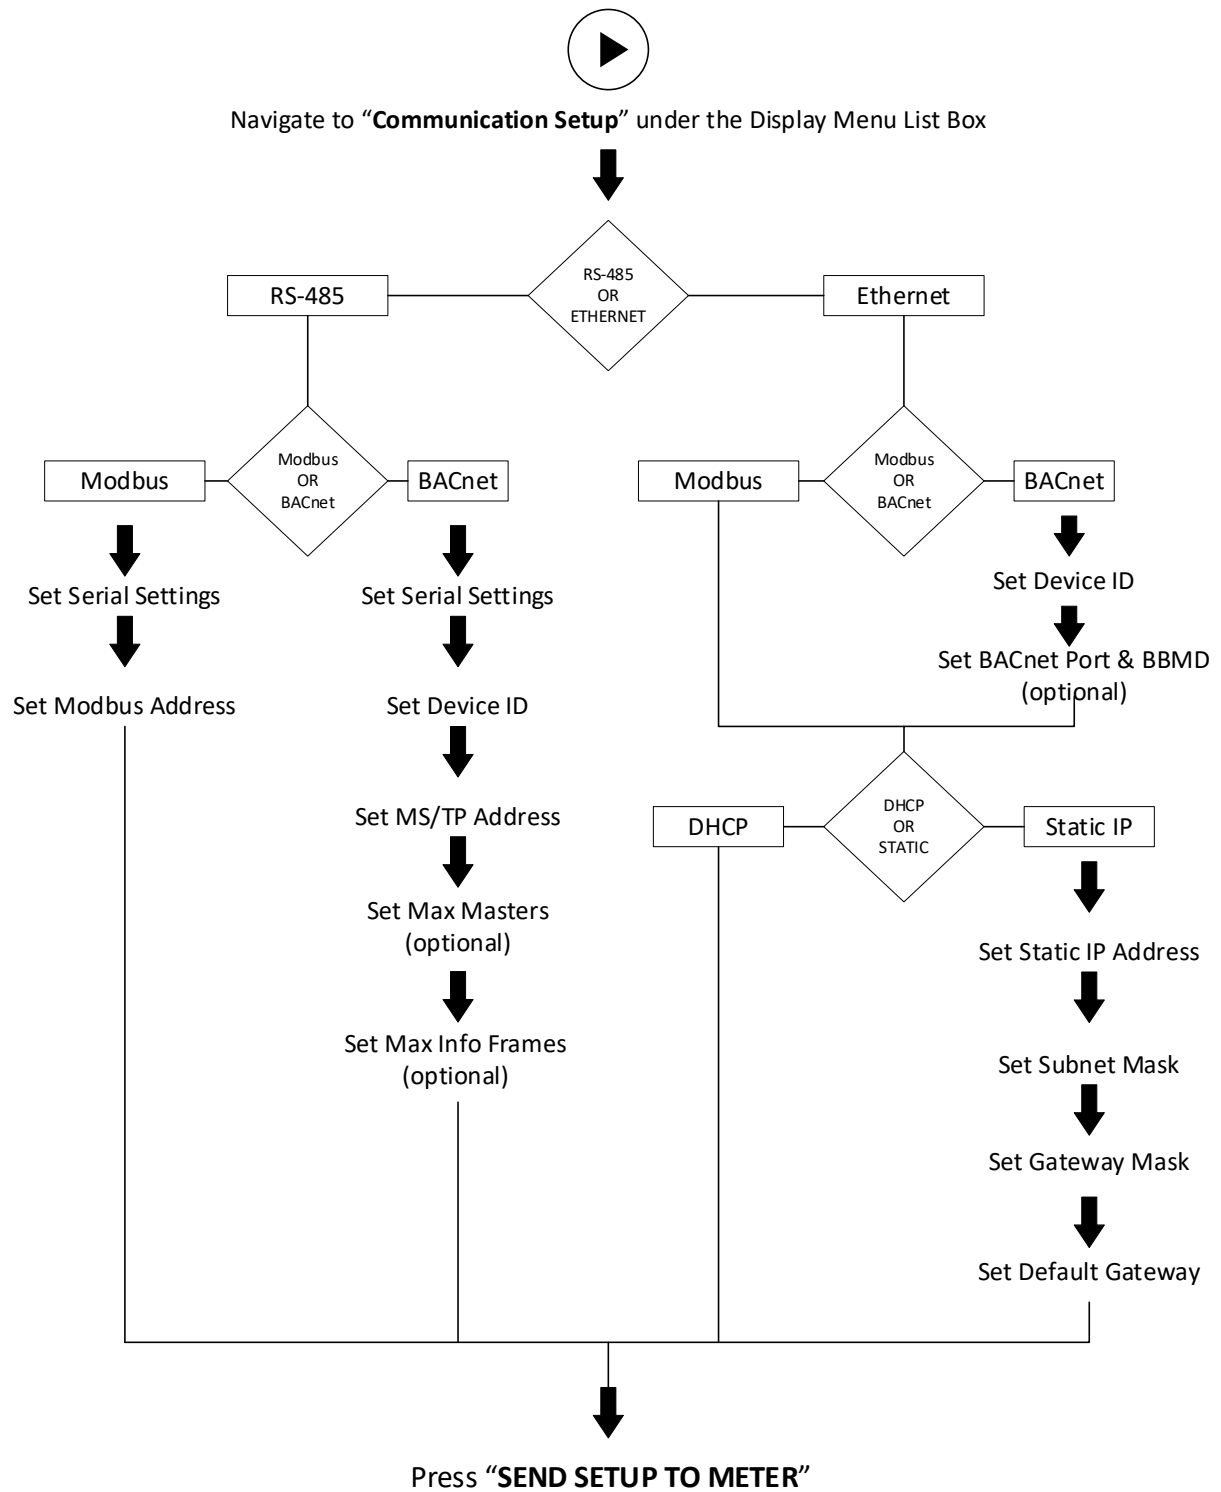 Navigate to “Communication Setup” under the Display Menu List Box
RS-485
OR
ETHERNET
RS-485
Ethernet
Modbus
OR
BACnet
Modbus
BACnet
Set Serial Settings
Set Modbus Address
Set Serial Settings
Set Device ID
Set MS/TP Address
Set Max Masters
(optional)
Set Max Info Frames
(optional)
Modbus
OR
BACnet
Modbus
BACnet
Set Device ID
Set BACnet Port & BBMD
(optional)
DHCP
OR
STATIC
DHCP
Static IP
Set Static IP Address
Set Subnet Mask
Set Gateway Mask
Set Default Gateway
Press “SEND SETUP TO METER”